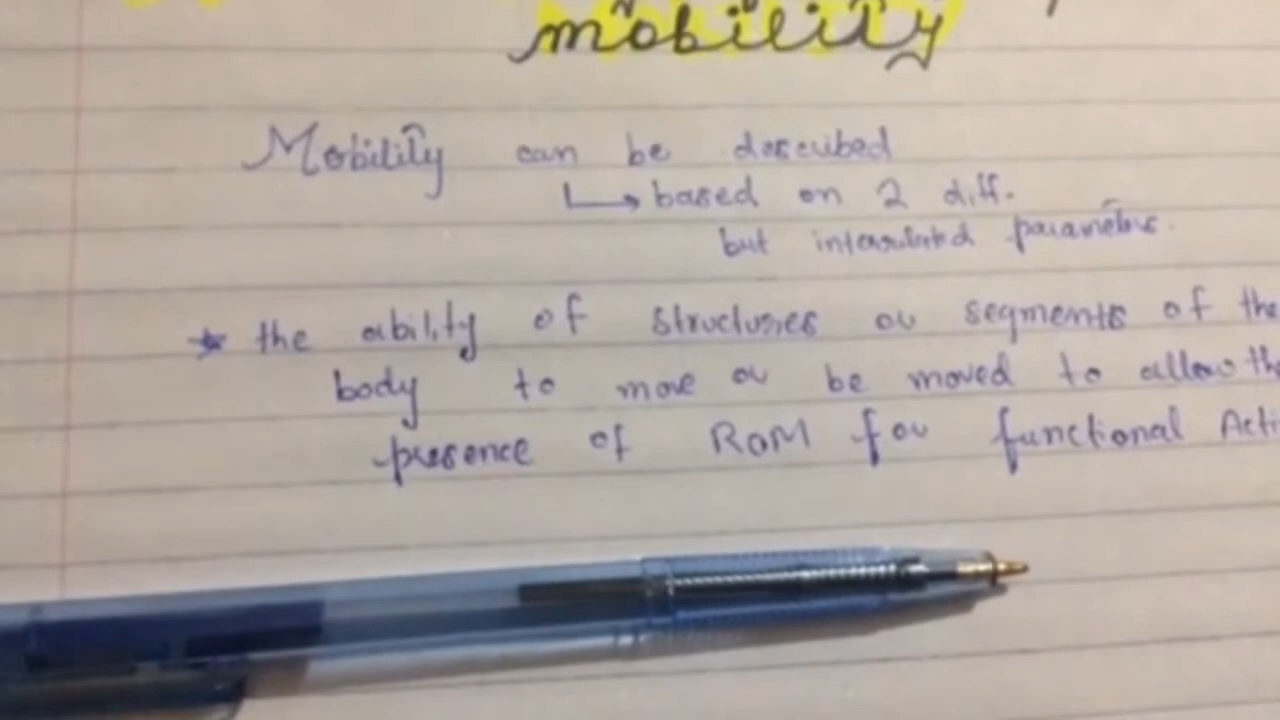 mobility
Mobility can be described
↳ based on 2 diff.
but interrelated parameters.
* the ability of structures or segments of the
body to move or be moved to allow the
presence of ROM for functional Acti